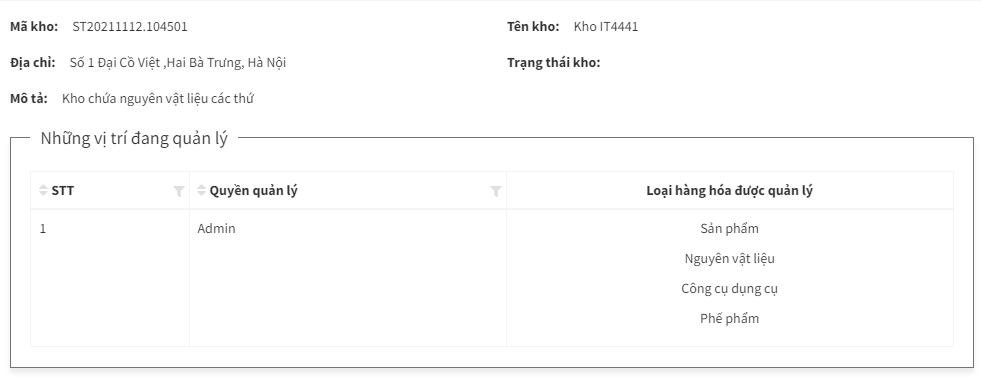 Mã kho: ST20211112.104501 Tên kho: Kho IT4441
Địa chỉ: Số 1 Đại Cồ Việt ,Hai Bà Trưng, Hà Nội Trạng thái kho:
Mô tả: Kho chứa nguyên vật liệu các thứ
Những vị trí đang quản lý
STT Quyền quản lý Loại hàng hóa được quản lý
1 Admin Sản phẩm
Nguyên vật liệu
Công cụ dụng cụ
Phế phẩm